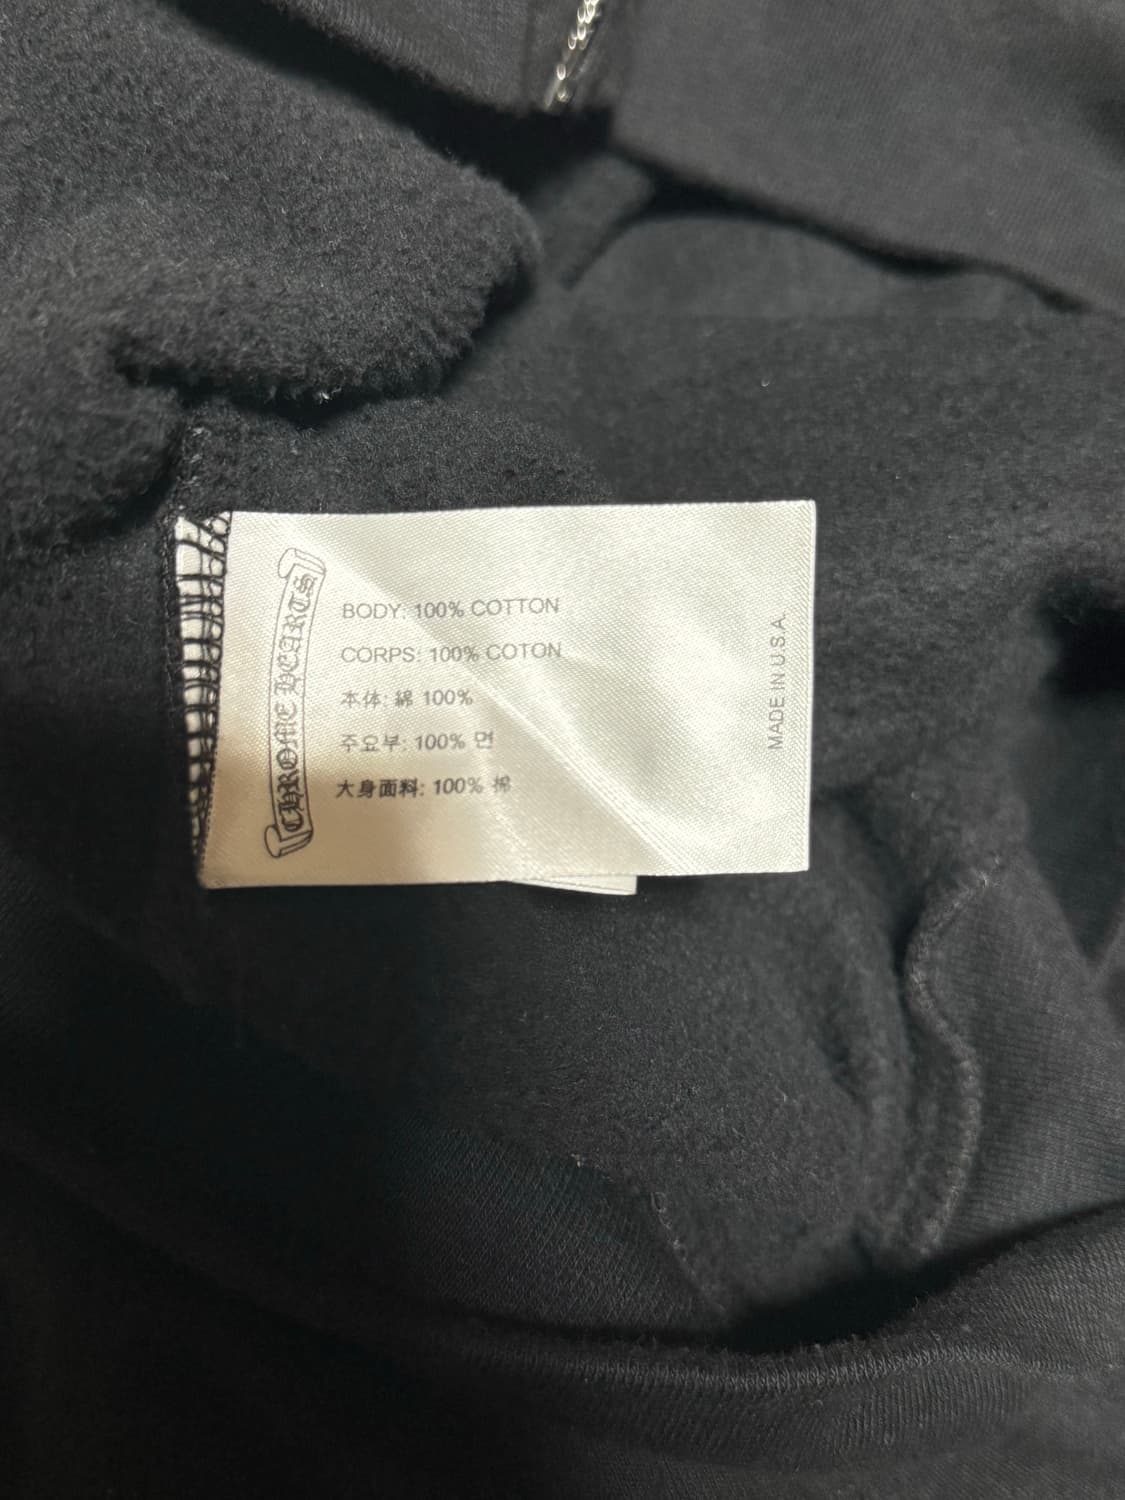 CHROME HEARTS
BODY: 100% COTTON
CORPS: 100% COTON
本体: 綿 100%
주요부: 100% 면
大身面料: 100% 棉
MADE IN U.S.A.